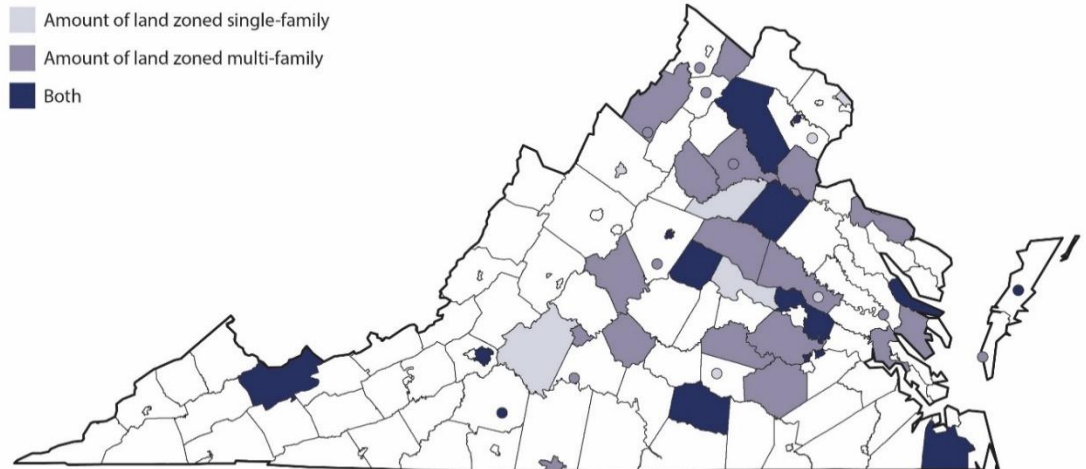 Amount of land zoned single-family
Amount of land zoned multi-family
Both